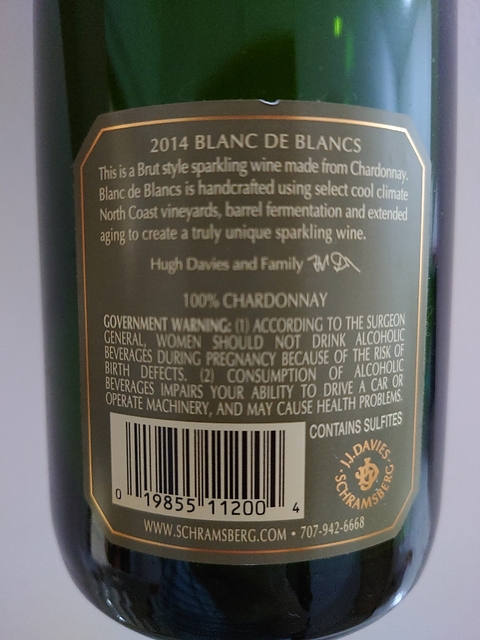 2014 BLANC DE BLANCS
This is a Brut style sparkling wine made from Chardonnay.
Blanc de Blancs is handcrafted using select cool climate
North Coast vineyards, barrel fermentation and extended
aging to create a truly unique sparkling wine.
Hugh Davies and Family
100% CHARDONNAY
GOVERNMENT WARNING: (1) ACCORDING TO THE SURGEON
GENERAL, WOMEN SHOULD NOT DRINK ALCOHOLIC
BEVERAGES DURING PREGNANCY BECAUSE OF THE RISK OF
BIRTH DEFECTS. (2) CONSUMPTION OF ALCOHOLIC
BEVERAGES IMPAIRS YOUR ABILITY TO DRIVE A CAR OR
OPERATE MACHINERY, AND MAY CAUSE HEALTH PROBLEMS.
CONTAINS SULFITES
J.J.DAVIES
SCHRAMSBERG
0 19855 11200 4
WWW.SCHRAMSBERG.COM • 707-942-6668